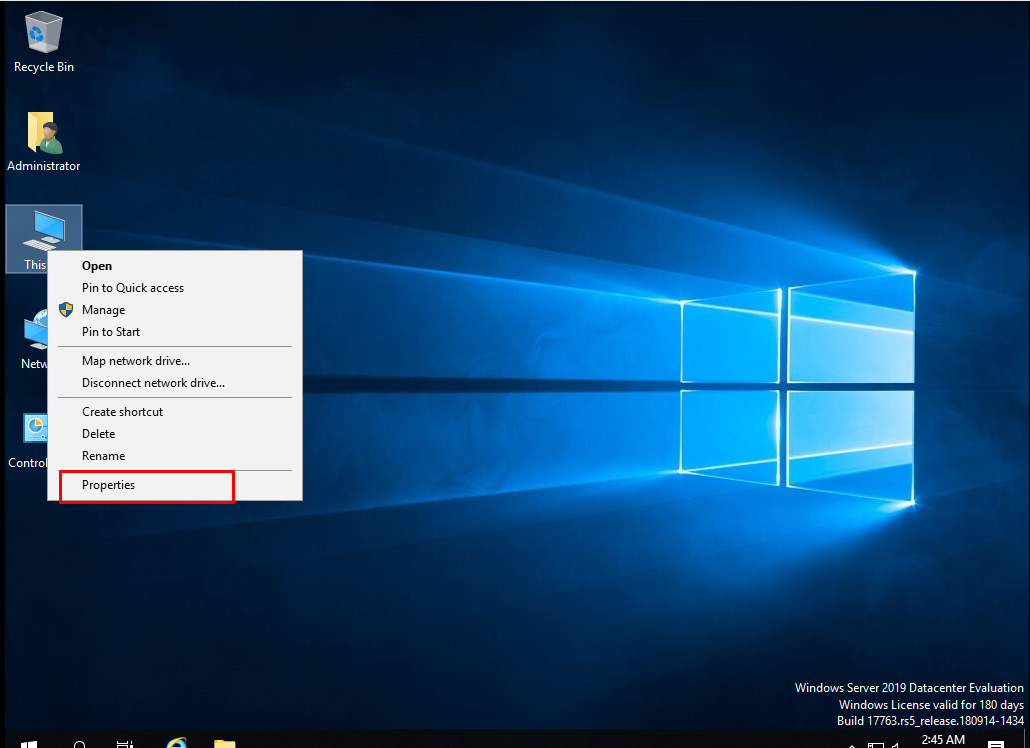 Recycle Bin
Administrator
This
Netw
Control
Open
Pin to Quick access
Manage
Pin to Start
Map network drive...
Disconnect network drive...
Create shortcut
Delete
Rename
Properties
Windows Server 2019 Datacenter Evaluation
Windows License valid for 180 days
Build 17763.rs5_release.180914-1434
2:45 AM